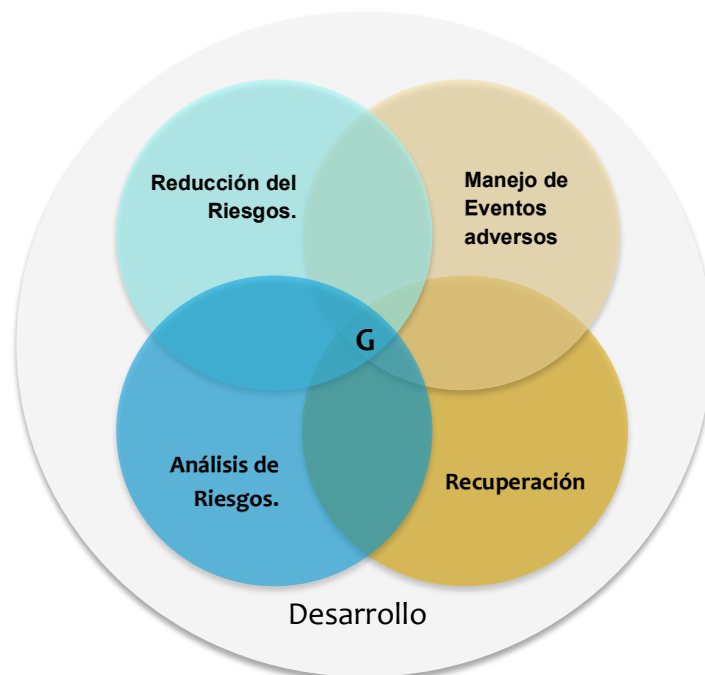 Reducción del
Riesgos.
Manejo de
Eventos
adversos
G
Análisis de
Riesgos.
Recuperación
Desarrollo